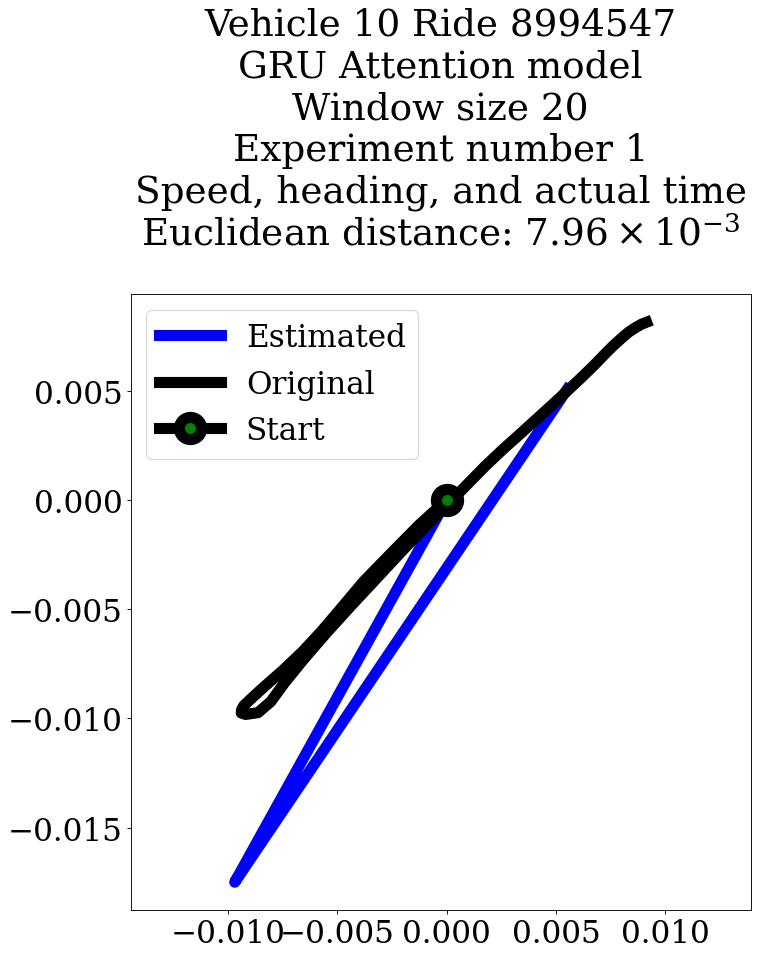 Vehicle 10 Ride 8994547
GRU Attention model
Window size 20
Experiment number 1
Speed, heading, and actual time
Euclidean distance: 7.96 × 10⁻³
Estimated
Original
Start
0.005
0.000
−0.005
−0.010
−0.015
−0.010
−0.005
0.000
0.005
0.010